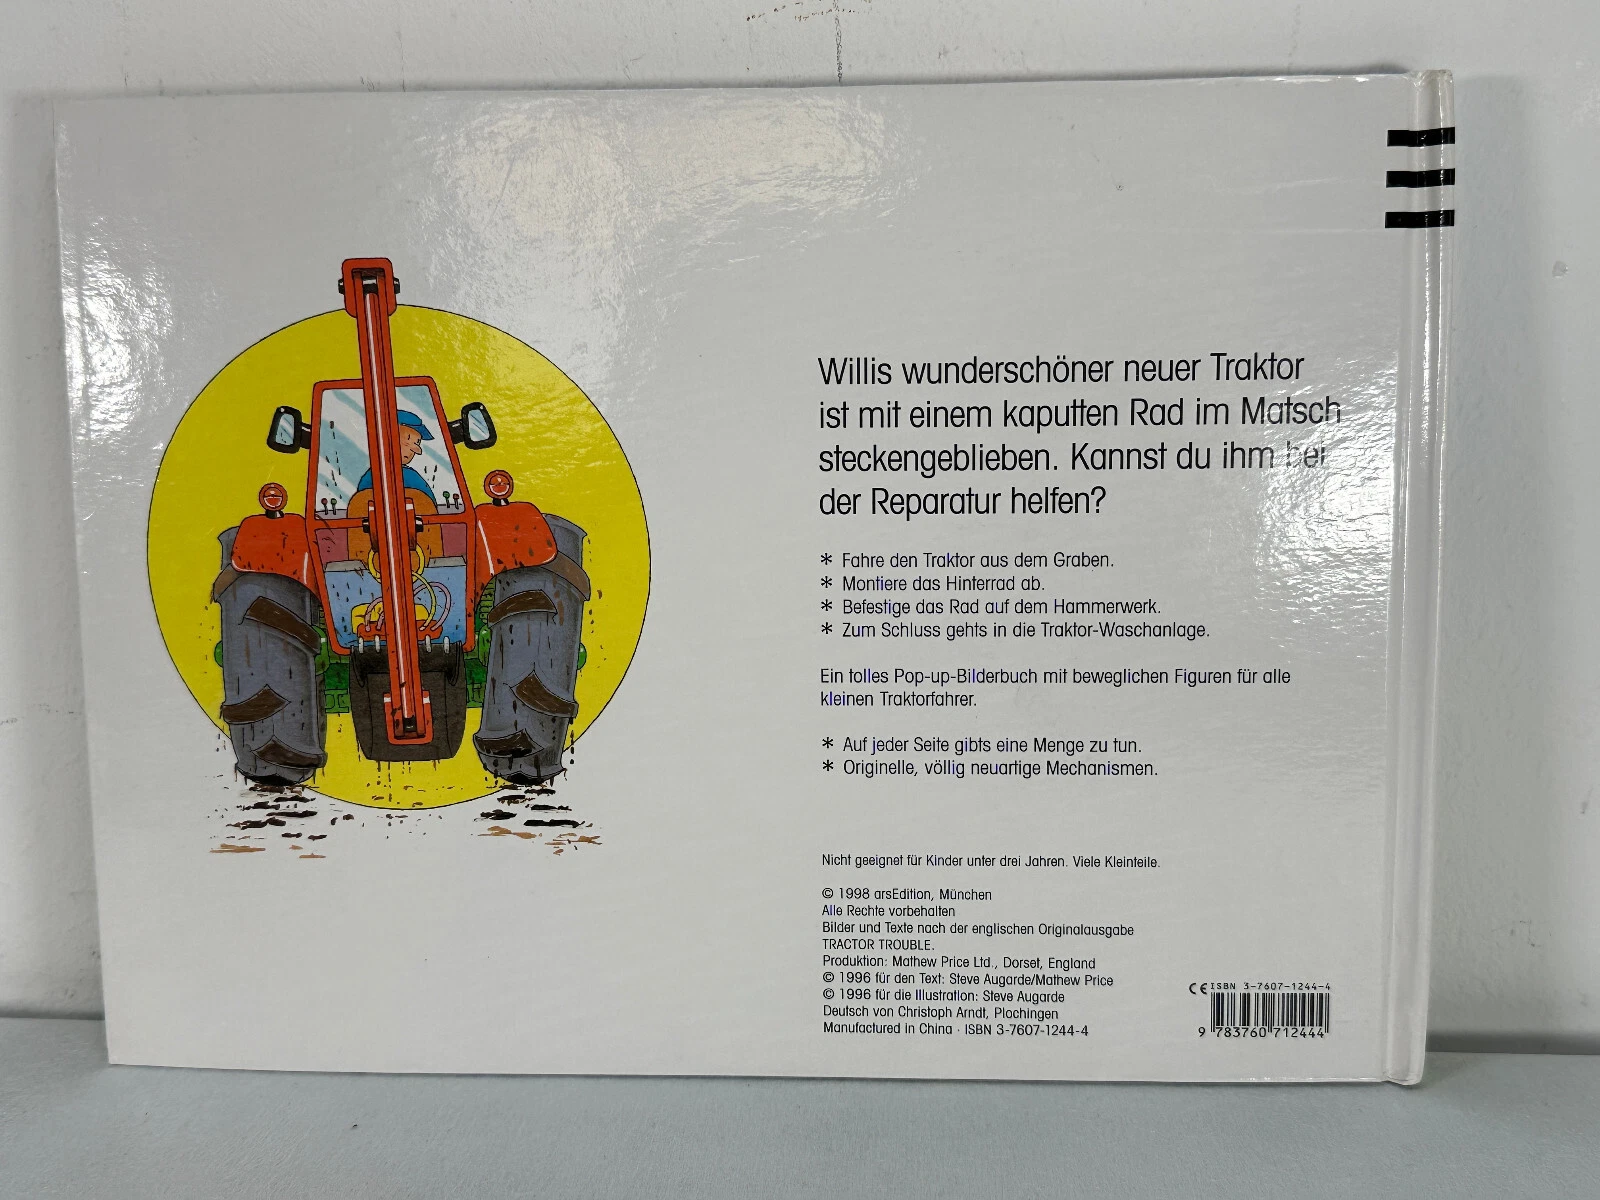 Willis wunderschöner neuer Traktor
ist mit einem kaputten Rad im Matsch
steckengeblieben. Kannst du ihm bei
der Reparatur helfen?
* Fahre den Traktor aus dem Graben.
* Montiere das Hinterrad ab.
* Befestige das Rad auf dem Hammerwerk.
* Zum Schluss gehts in die Traktor-Waschanlage.
Ein tolles Pop-up-Bilderbuch mit beweglichen Figuren für alle
kleinen Traktorfahrer.
* Auf jeder Seite gibts eine Menge zu tun.
* Originelle, völlig neuartige Mechanismen.
Nicht geeignet für Kinder unter drei Jahren. Viele Kleinteile.
© 1998 arsEdition, München
Alle Rechte vorbehalten
Bilder und Texte nach der englischen Originalausgabe
TRACTOR TROUBLE.
Produktion: Mathew Price Ltd., Dorset, England
© 1996 für den Text: Steve Augarde/Mathew Price
© 1996 für die Illustration: Steve Augarde
Deutsch von Christoph Arndt, Plochingen
Manufactured in China · ISBN 3-7607-1244-4
CE ISBN 3-7607-1244-4
9 783760 712444